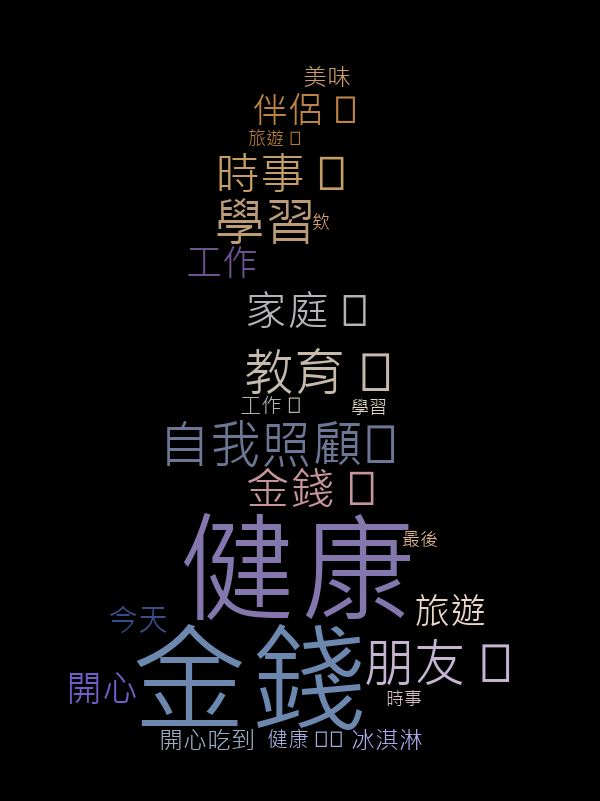 美味
伴侶 □
旅遊 □
時事 □
學習
欸
工作
家庭 □
教育 □
工作 □
學習
自我照顧□
金錢 □
健康
最後
旅遊
今天
金錢
朋友 □
開心
時事
開心吃到
健康 □□
冰淇淋